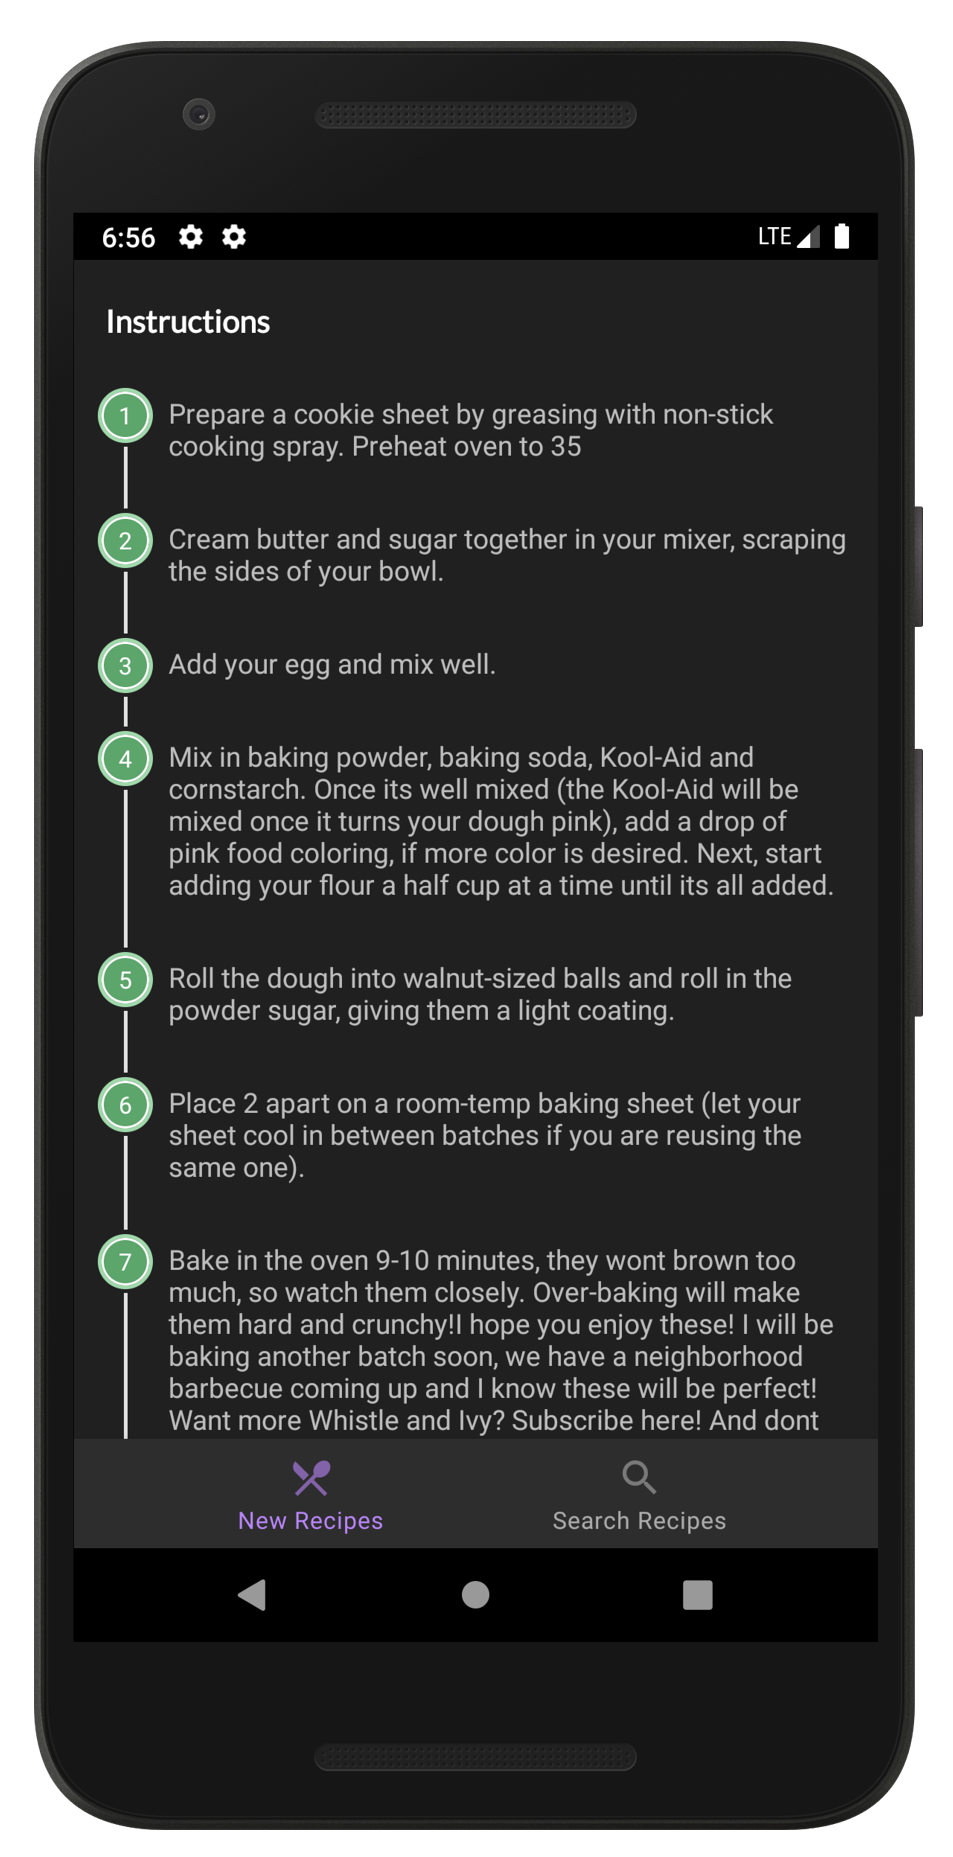 6:56 LTE
Instructions
1 Prepare a cookie sheet by greasing with non-stick
cooking spray. Preheat oven to 35
2 Cream butter and sugar together in your mixer, scraping
the sides of your bowl.
3 Add your egg and mix well.
4 Mix in baking powder, baking soda, Kool-Aid and
cornstarch. Once its well mixed (the Kool-Aid will be
mixed once it turns your dough pink), add a drop of
pink food coloring, if more color is desired. Next, start
adding your flour a half cup at a time until its all added.
5 Roll the dough into walnut-sized balls and roll in the
powder sugar, giving them a light coating.
6 Place 2 apart on a room-temp baking sheet (let your
sheet cool in between batches if you are reusing the
same one).
7 Bake in the oven 9-10 minutes, they wont brown too
much, so watch them closely. Over-baking will make
them hard and crunchy!I hope you enjoy these! I will be
baking another batch soon, we have a neighborhood
barbecue coming up and I know these will be perfect!
Want more Whistle and Ivy? Subscribe here! And dont
New Recipes Search Recipes